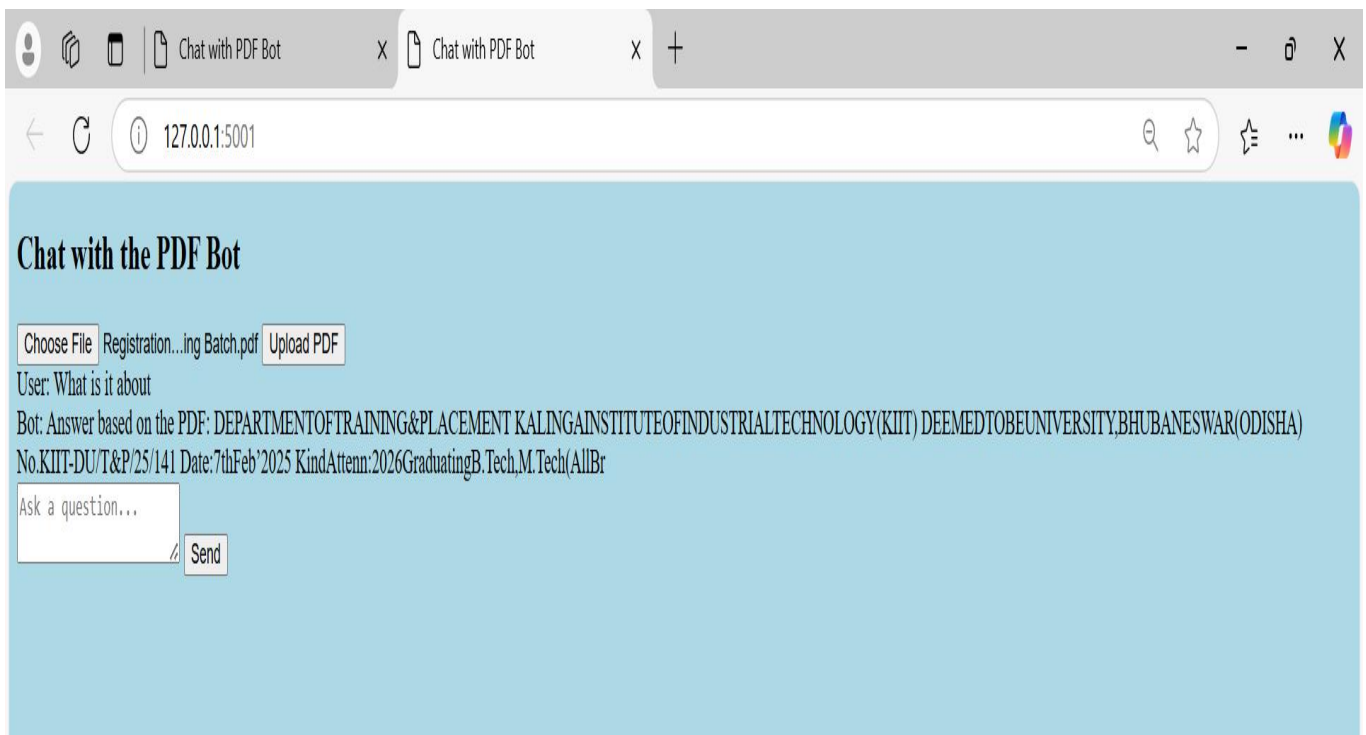 Chat with PDF Bot
Chat with PDF Bot
127.0.0.1:5001
Chat with the PDF Bot
Choose File Registration...ing Batch.pdf Upload PDF
User: What is it about
Bot: Answer based on the PDF: DEPARTMENTOFTRAINING&PLACEMENT KALINGAINSTITUTEOFINDUSTRIALTECHNOLOGY(KIIT) DEEMEDTOBEUNIVERSITY,BHUBANESWAR(ODISHA)
No.KIIT-DU/T&P/25/141 Date:7thFeb’2025 KindAttenn:2026GraduatingB.Tech,M.Tech(AllBr
Ask a question...
Send